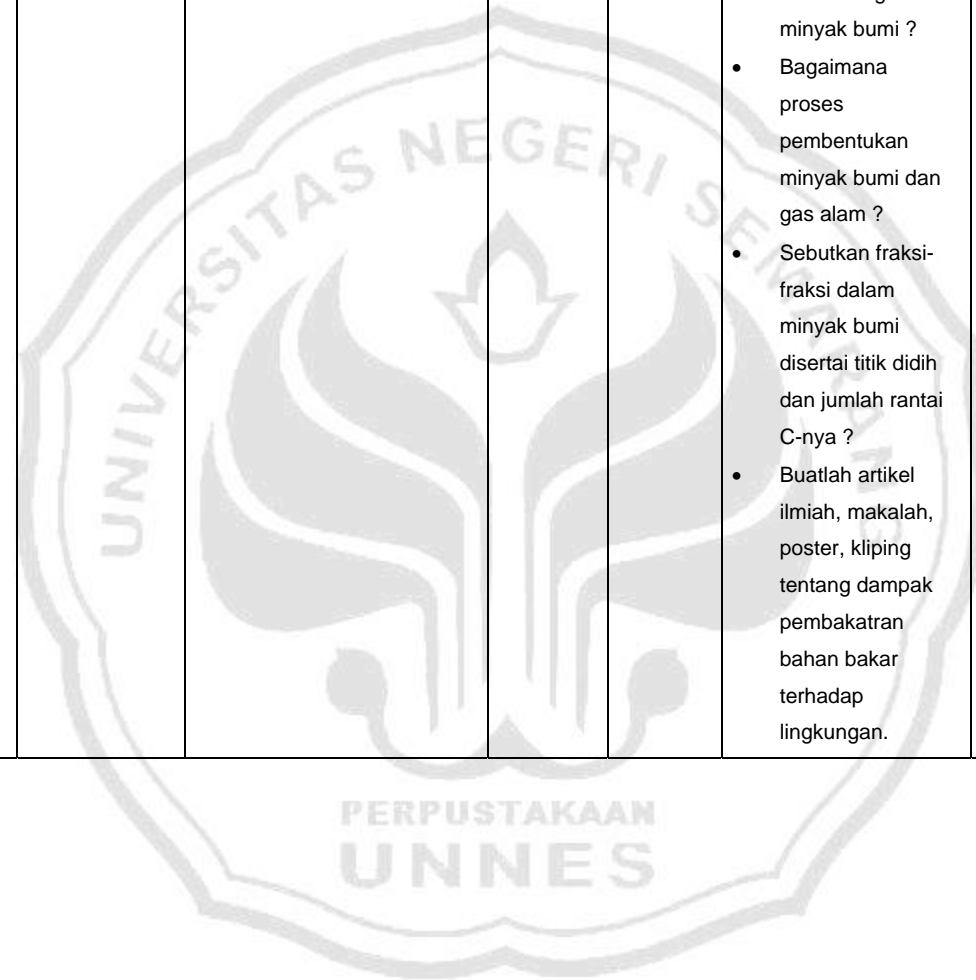 minyak bumi ?
• Bagaimana
proses
pembentukan
minyak bumi dan
gas alam ?
• Sebutkan fraksi-
fraksi dalam
minyak bumi
disertai titik didih
dan jumlah rantai
C-nya ?
• Buatlah artikel
ilmiah, makalah,
poster, kliping
tentang dampak
pembakatran
bahan bakar
terhadap
lingkungan.
UNIVERSITAS NEGERI SEMARANG
PERPUSTAKAAN
UNNES